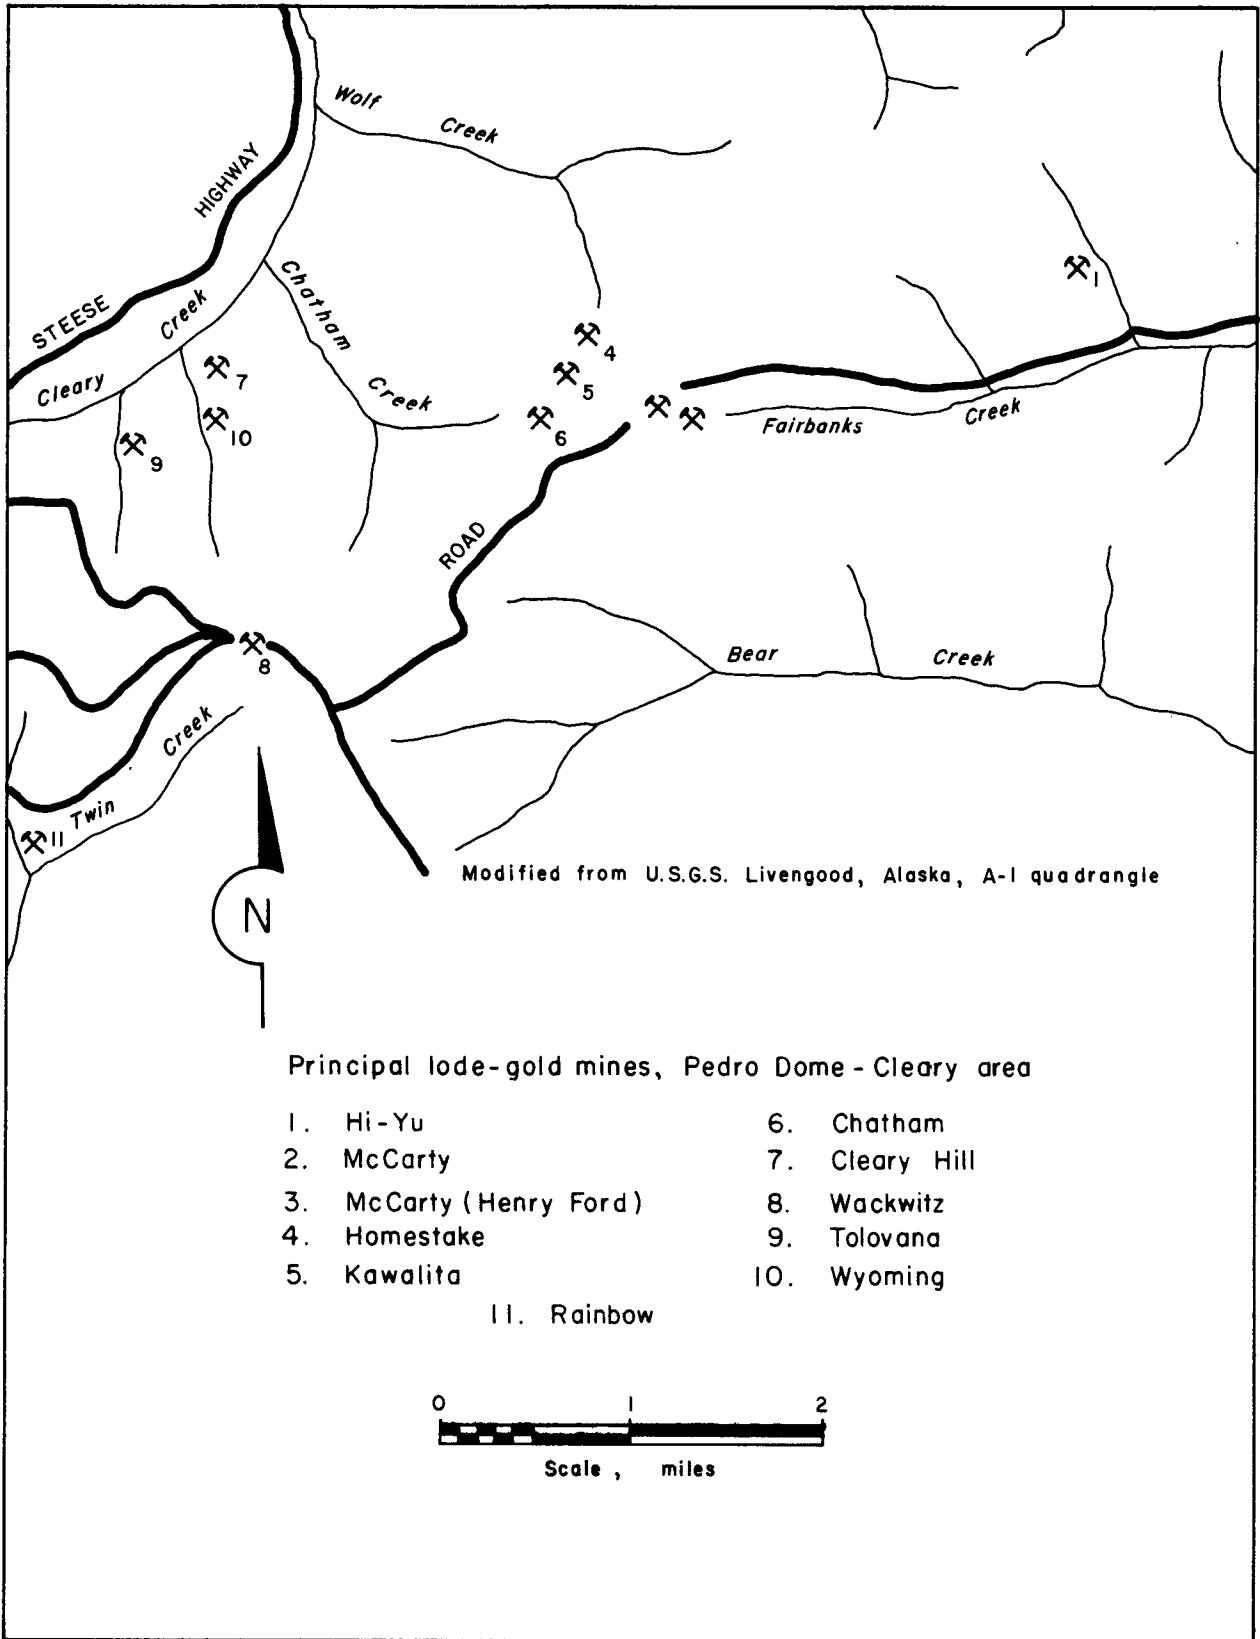 Wolf Creek
STEESE HIGHWAY
Cleary Creek
Chatham Creek
1
4
5
6
7
10
9
Fairbanks Creek
ROAD
8
Bear Creek
Twin Creek
11
Modified from U.S.G.S. Livengood, Alaska, A-1 quadrangle
N
Principal lode-gold mines, Pedro Dome - Cleary area
1. Hi-Yu
2. McCarty
3. McCarty (Henry Ford)
4. Homestake
5. Kawalita
6. Chatham
7. Cleary Hill
8. Wackwitz
9. Tolovana
10. Wyoming
11. Rainbow
0 1 2
Scale, miles